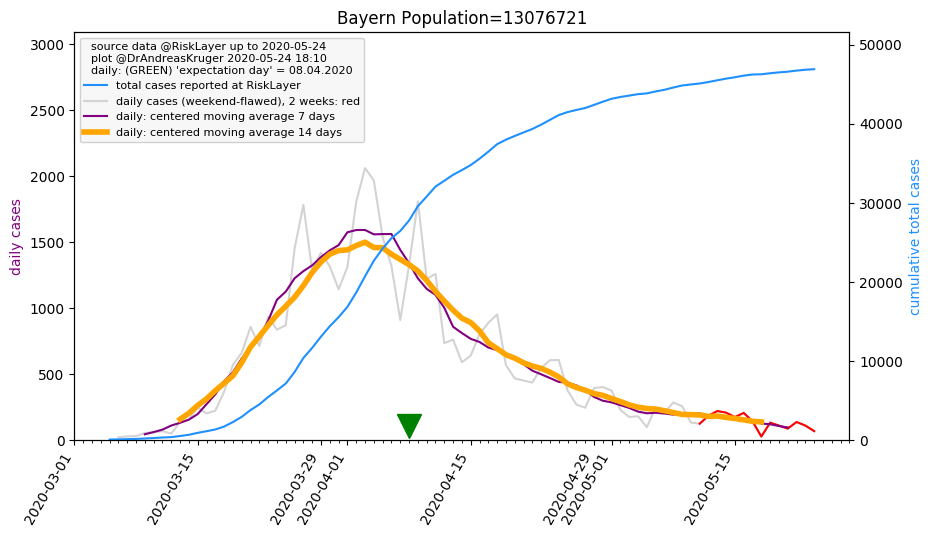 Bayern Population=13076721
source data @RiskLayer up to 2020-05-24
plot @DrAndreasKruger 2020-05-24 18:10
daily: (GREEN) 'expectation day' = 08.04.2020
total cases reported at RiskLayer
daily cases (weekend-flawed), 2 weeks: red
daily: centered moving average 7 days
daily: centered moving average 14 days
daily cases
3000
2500
2000
1500
1000
500
0
50000
40000
30000
20000
10000
0
cumulative total cases
2020-03-01
2020-03-15
2020-03-29
2020-04-01
2020-04-15
2020-04-29
2020-05-01
2020-05-15